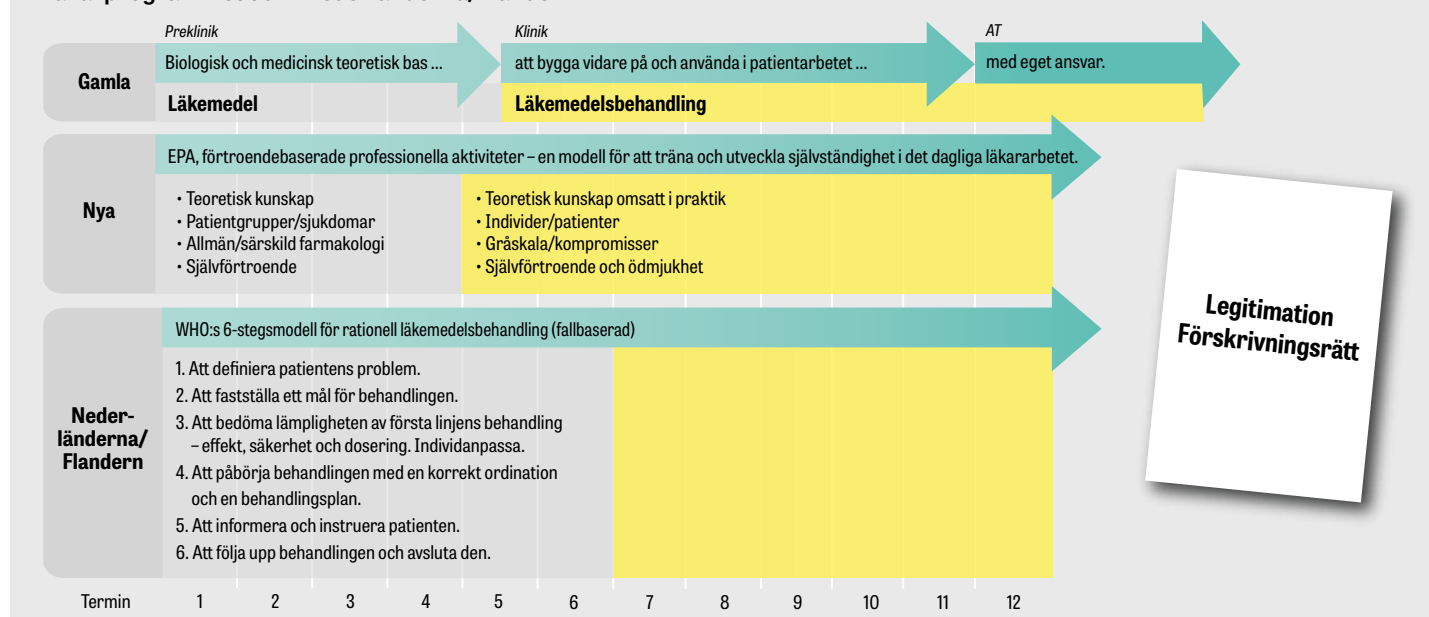 Preklinik
Klinik
AT
Gamla
Biologisk och medicinsk teoretisk bas ...
att bygga vidare på och använda i patientarbetet ...
med eget ansvar.
Läkemedel
Läkemedelsbehandling
Nya
EPA, förtroendebaserade professionella aktiviteter – en modell för att träna och utveckla självständighet i det dagliga läkararbetet.
• Teoretisk kunskap
• Patientgrupper/sjukdomar
• Allmän/särskild farmakologi
• Självförtroende
• Teoretisk kunskap omsatt i praktik
• Individer/patienter
• Gråskala/kompromisser
• Självförtroende och ödmjukhet
Neder-
länderna/
Flandern
WHO:s 6-stegsmodell för rationell läkemedelsbehandling (fallbaserad)
1. Att definiera patientens problem.
2. Att fastställa ett mål för behandlingen.
3. Att bedöma lämpligheten av första linjens behandling
– effekt, säkerhet och dosering. Individanpassa.
4. Att påbörja behandlingen med en korrekt ordination
och en behandlingsplan.
5. Att informera och instruera patienten.
6. Att följa upp behandlingen och avsluta den.
Legitimation
Förskrivningsrätt
Termin 1 2 3 4 5 6 7 8 9 10 11 12